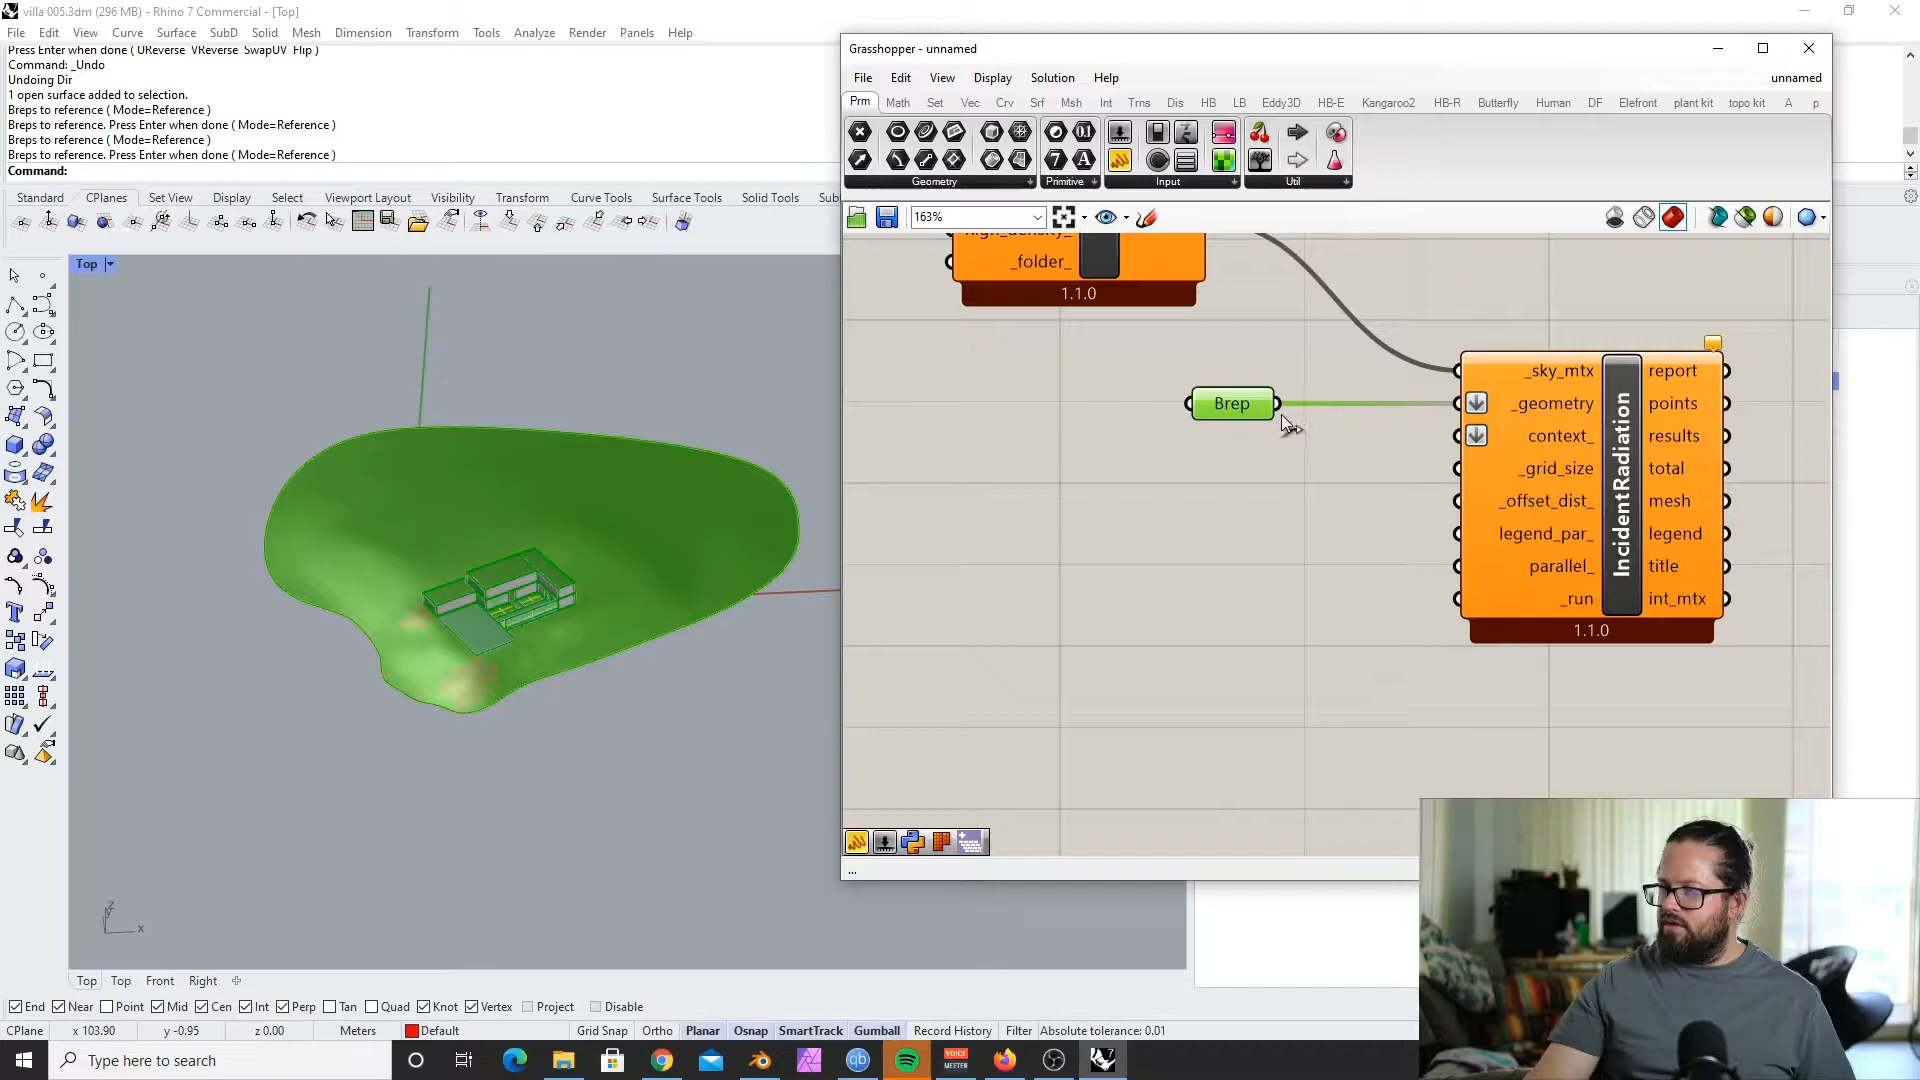 villa 005.3dm (296 MB) - Rhino 7 Commercial - [Top]
File Edit View Curve Surface SubD Solid Mesh Dimension Transform Tools Analyze Render Panels Help
Press Enter when done ( UReverse VReverse SwapUV Flip )
Command: _Undo
Undoing Dir
1 open surface added to selection.
Breps to reference ( Mode=Reference )
Breps to reference. Press Enter when done ( Mode=Reference )
Breps to reference ( Mode=Reference )
Breps to reference. Press Enter when done ( Mode=Reference )
Command:
Standard CPlanes Set View Display Select Viewport Layout Visibility Transform Curve Tools Surface Tools Solid Tools Sub
Top
z
x
Top Top Front Right
End Near Point Mid Cen Int Perp Tan Quad Knot Vertex Project Disable
CPlane x 103.90 y -0.95 z 0.00 Meters Default Grid Snap Ortho Planar Osnap SmartTrack Gumball Record History Filter Absolute tolerance: 0.01
Grasshopper - unnamed
File Edit View Display Solution Help unnamed
Prm Math Set Vec Crv Srf Msh Int Trns Dis HB LB Eddy3D HB-E Kangaroo2 HB-R Butterfly Human DF Elefront plant kit topo kit A p
Geometry Primitive Input Util
163%
high_density_
_folder_
1.1.0
Brep
_sky_mtx
_geometry
context_
_grid_size
_offset_dist_
legend_par_
parallel_
_run
IncidentRadiation
report
points
results
total
mesh
legend
title
int_mtx
1.1.0
...
Type here to search
qb
VOICE
MEETER